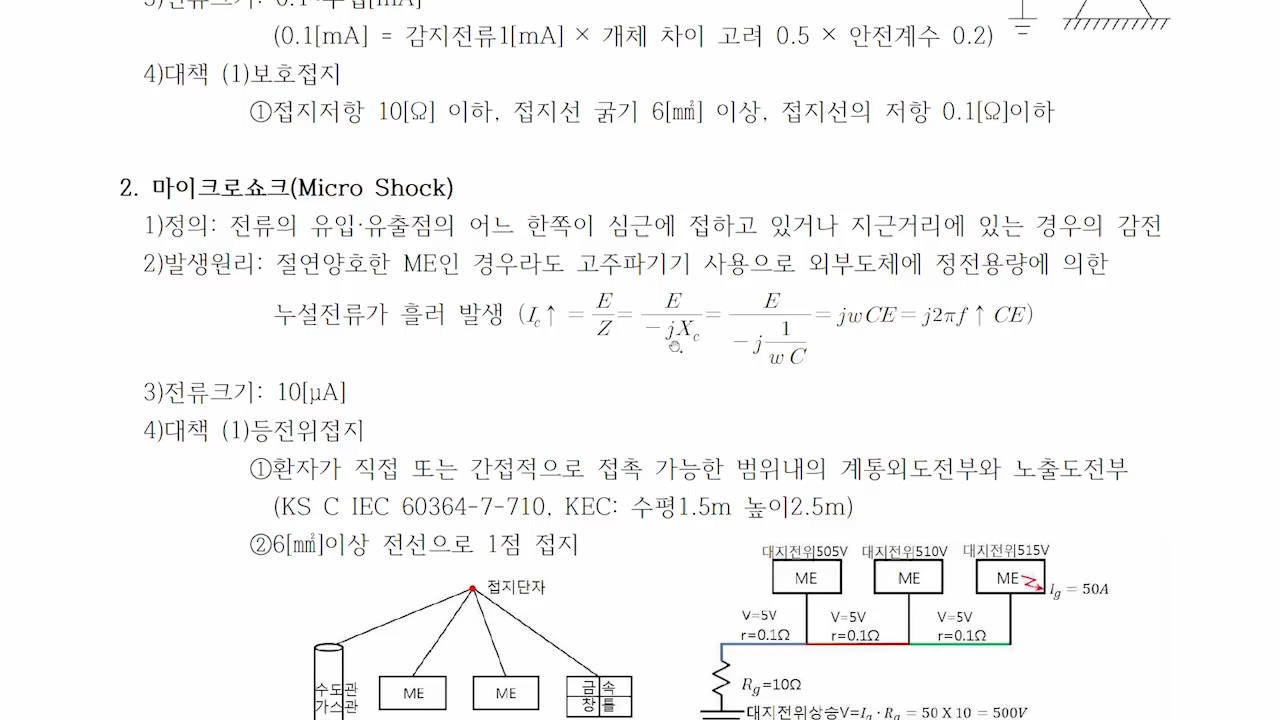 3)전류크기: 0.1 수십[mA]
(0.1[mA] = 감지전류1[mA] × 개체 차이 고려 0.5 × 안전계수 0.2)
4)대책 (1)보호접지
①접지저항 10[Ω] 이하, 접지선 굵기 6[㎟] 이상, 접지선의 저항 0.1[Ω]이하
2. 마이크로쇼크(Micro Shock)
1)정의: 전류의 유입·유출점의 어느 한쪽이 심근에 접하고 있거나 지근거리에 있는 경우의 감전
2)발생원리: 절연양호한 ME인 경우라도 고주파기기 사용으로 외부도체에 정전용량에 의한
누설전류가 흘러 발생 (I_c↑ = E/Z = E/(-jX_c) = E/(-j 1/(wC)) = jwCE = j2πf↑CE)
3)전류크기: 10[μA]
4)대책 (1)등전위접지
①환자가 직접 또는 간접적으로 접촉 가능한 범위내의 계통외도전부와 노출도전부
(KS C IEC 60364-7-710, KEC: 수평1.5m 높이2.5m)
②6[㎟]이상 전선으로 1점 접지
접지단자
수도관
가스관
ME
ME
금속
창틀
대지전위505V 대지전위510V 대지전위515V
ME ME ME
I_g = 50A
V=5V V=5V V=5V
r=0.1Ω r=0.1Ω r=0.1Ω
R_g=10Ω
대지전위상승V=I_g · R_g = 50 X 10 = 500V